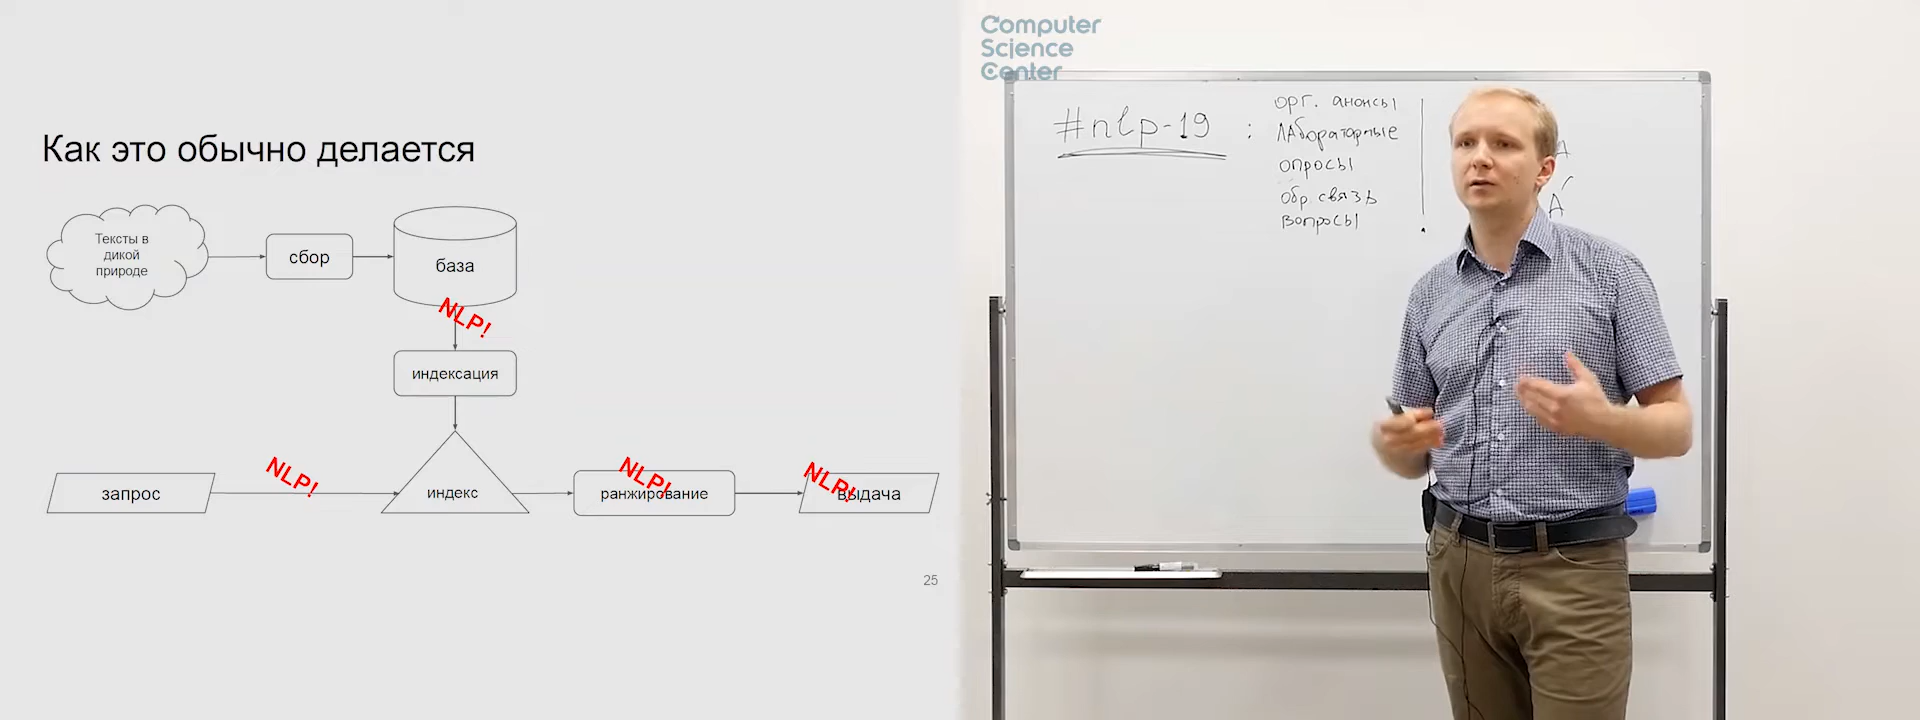 Как это обычно делается
Тексты в
дикой
природе
сбор
база
NLP!
индексация
запрос
NLP!
индекс
NLP!
ранжирование
NLP!
выдача
25
Computer
Science
Center
#nlp-19 :
орг. анонсы
лабораторные
опросы
обр. связь
вопросы
А
А